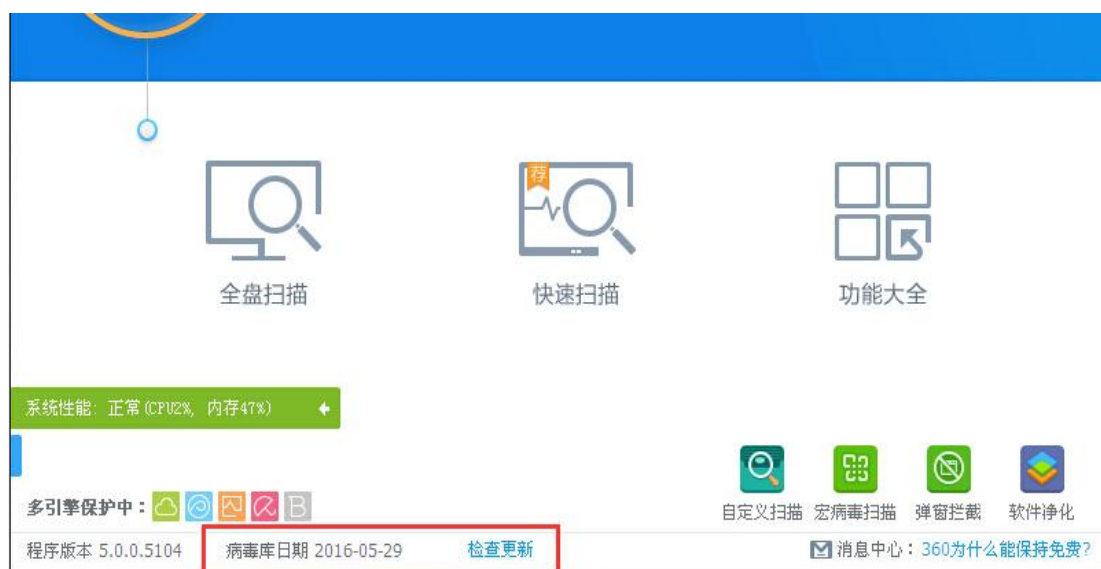 荐
全盘扫描 快速扫描 功能大全
系统性能: 正常(CPU2%, 内存47%)
多引擎保护中：
自定义扫描 宏病毒扫描 弹窗拦截 软件净化
程序版本 5.0.0.5104 病毒库日期 2016-05-29 检查更新 消息中心：360为什么能保持免费?